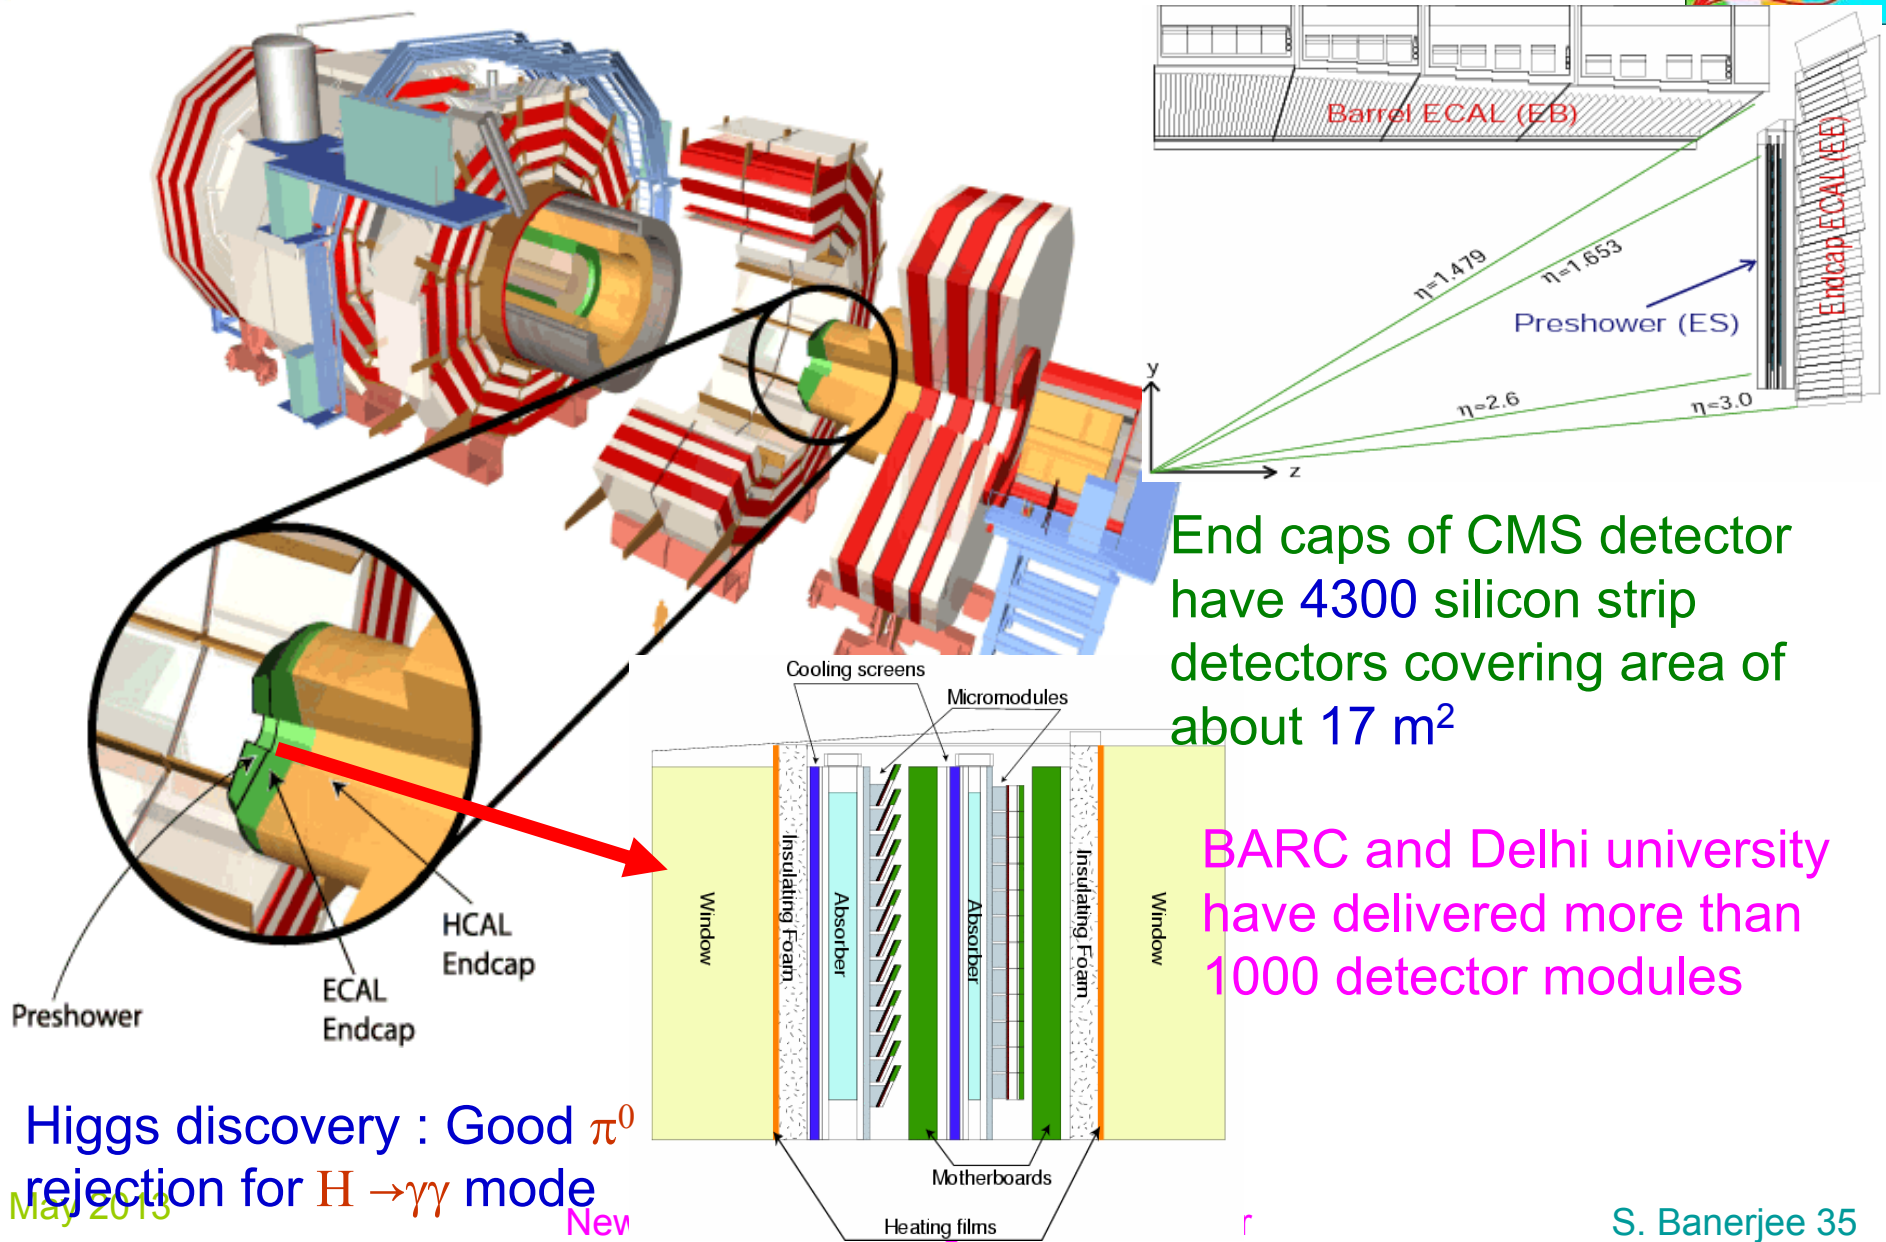 Barrel ECAL (EB)
Endcap ECAL (EE)
η=1.479
η=1.653
Preshower (ES)
y
η=2.6
η=3.0
z
End caps of CMS detector
have 4300 silicon strip
detectors covering area of
about 17 m²
Cooling screens
Micromodules
BARC and Delhi university
have delivered more than
1000 detector modules
Window
Insulating Foam
Absorber
Absorber
Insulating Foam
Window
HCAL
Endcap
ECAL
Endcap
Preshower
Motherboards
Heating films
Higgs discovery : Good π⁰
rejection for H →γγ mode
May 2013
New
S. Banerjee 35